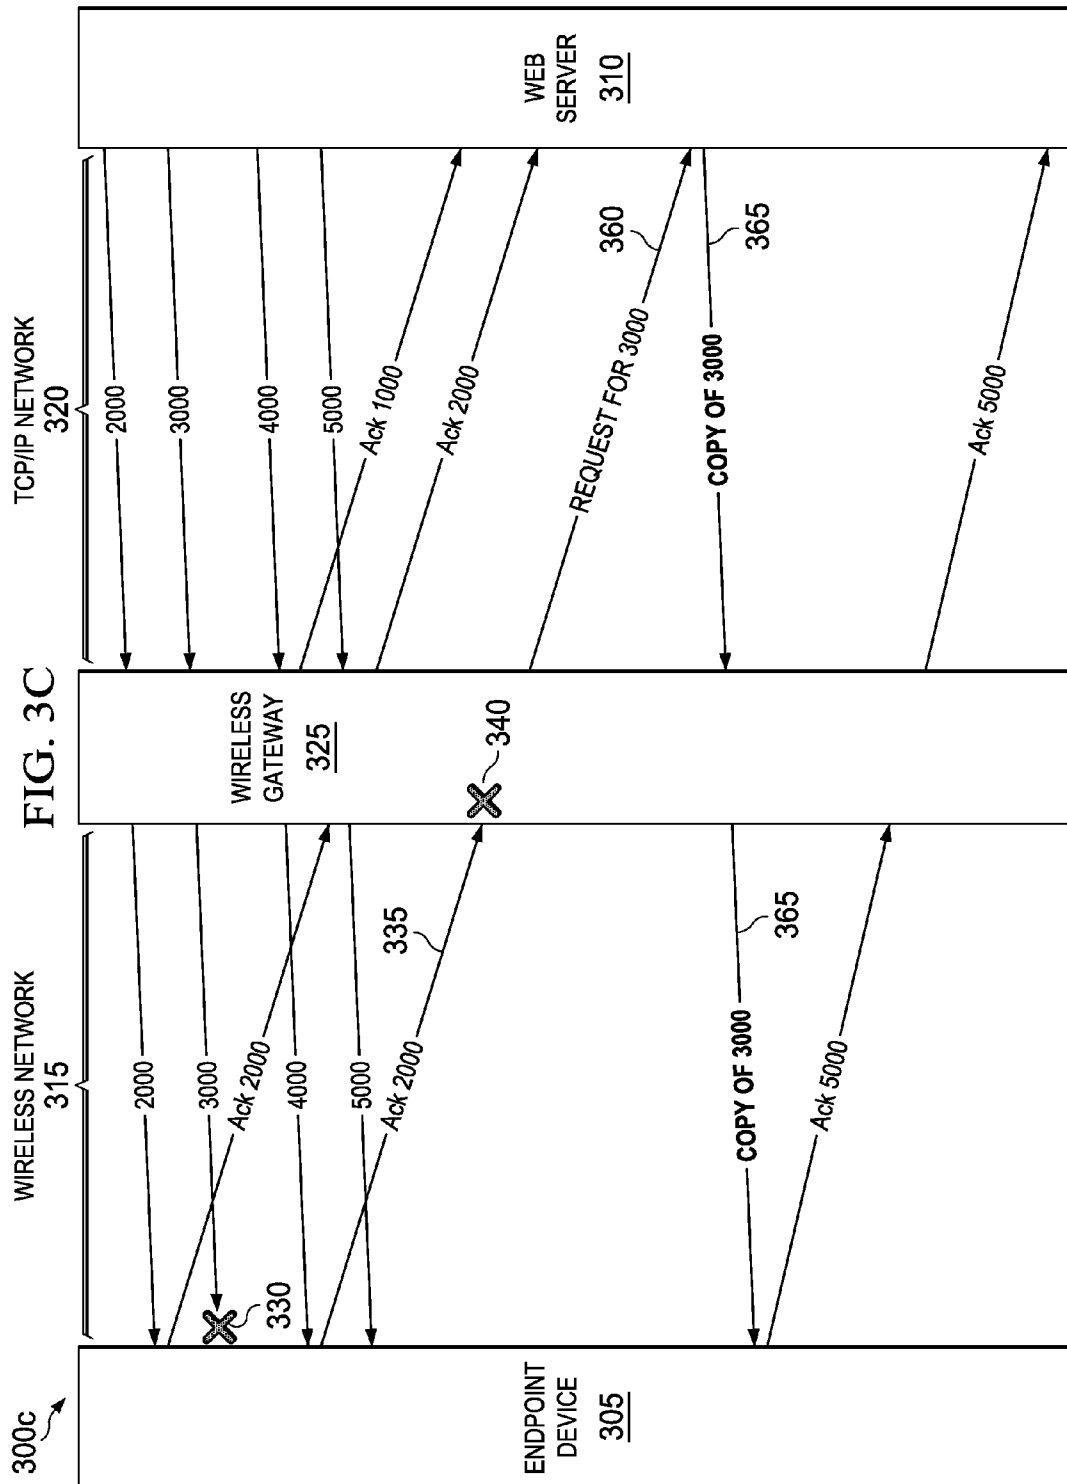 300c
WIRELESS NETWORK
315
FIG. 3C
TCP/IP NETWORK
320
ENDPOINT
DEVICE
305
WIRELESS
GATEWAY
325
WEB
SERVER
310
2000
3000
Ack 2000
4000
5000
Ack 2000
330
335
340
COPY OF 3000
365
Ack 5000
2000
3000
4000
5000
Ack 1000
Ack 2000
REQUEST FOR 3000
360
COPY OF 3000
365
Ack 5000